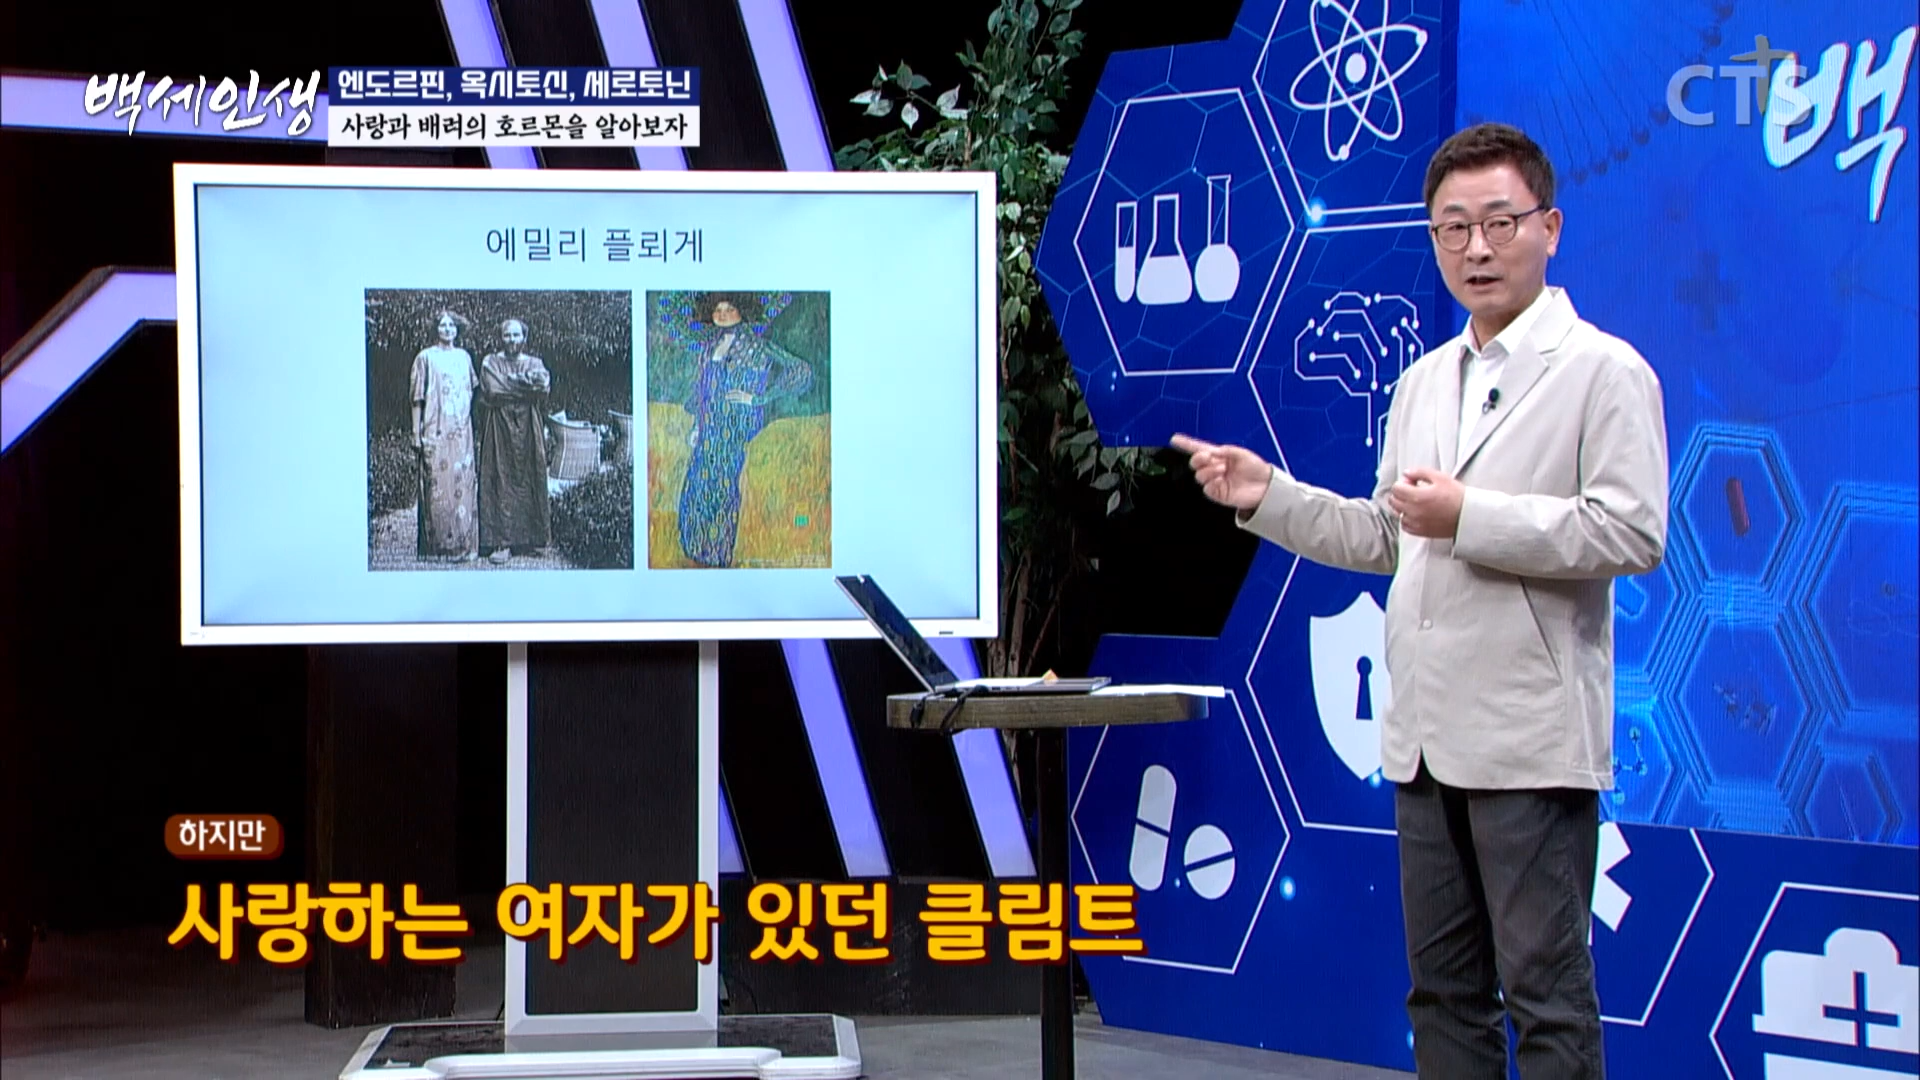 백세인생
엔도르핀, 옥시토신, 세로토닌
사랑과 배려의 호르몬을 알아보자
CTS
백
에밀리 플뢰게
하지만
사랑하는 여자가 있던 클림트